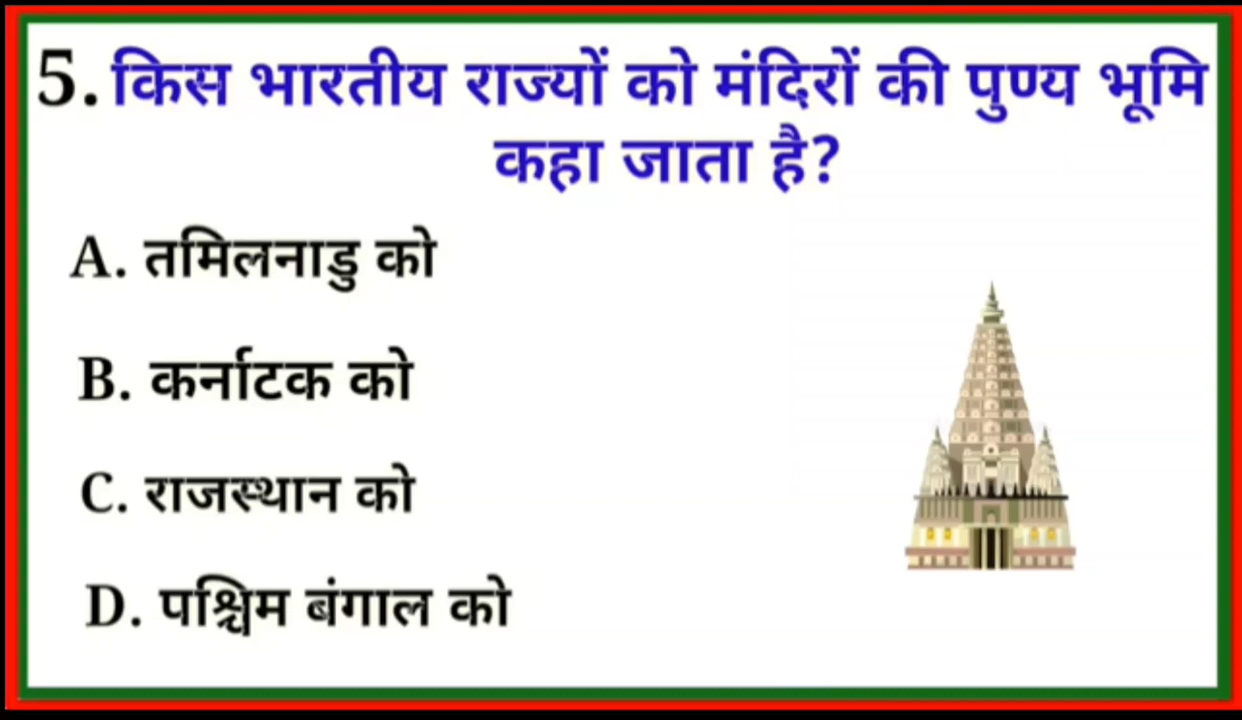 5. किस भारतीय राज्यों को मंदिरों की पुण्य भूमि
कहा जाता है?
A. तमिलनाडु को
B. कर्नाटक को
C. राजस्थान को
D. पश्चिम बंगाल को